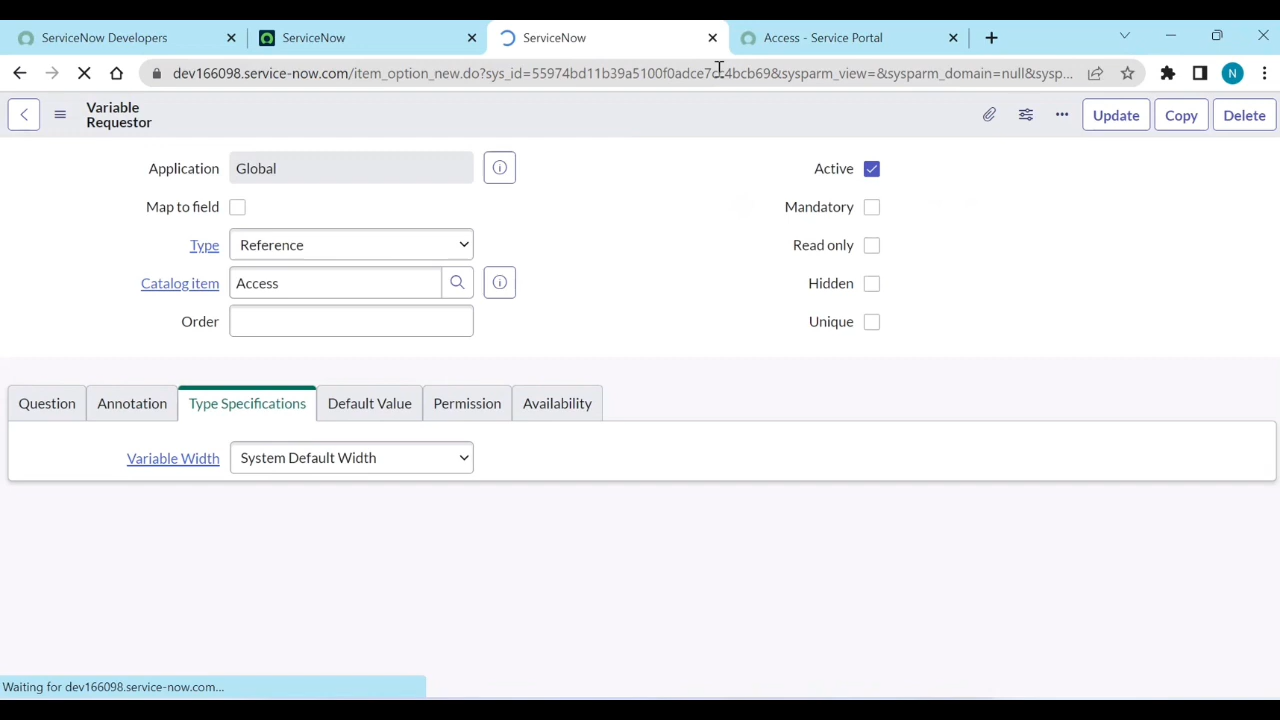 ServiceNow Developers
ServiceNow
ServiceNow
Access - Service Portal
dev166098.service-now.com/item_option_new.do?sys_id=55974bd11b39a5100f0adce7d 4bcb69&sysparm_view=&sysparm_domain=null&sysp...
N
Variable
Requestor
Update
Copy
Delete
Application
Global
Active
Map to field
Mandatory
Type
Reference
Read only
Catalog item
Access
Hidden
Order
Unique
Question
Annotation
Type Specifications
Default Value
Permission
Availability
Variable Width
System Default Width
Waiting for dev166098.service-now.com...